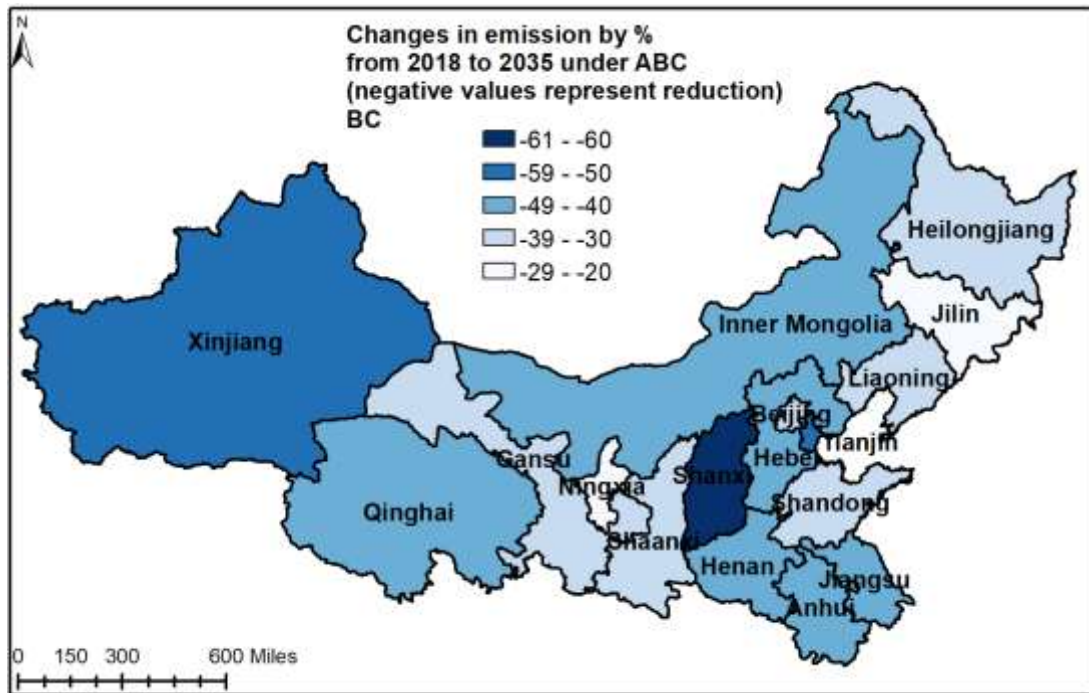 N
Changes in emission by %
from 2018 to 2035 under ABC
(negative values represent reduction)
BC
-61 - -60
-59 - -50
-49 - -40
-39 - -30
-29 - -20
Heilongjiang
Jilin
Inner Mongolia
Xinjiang
Liaoning
Beijing
Tianjin
Hebei
Gansu
Shanxi
Ningxia
Shandong
Qinghai
Shaanxi
Henan
Jiangsu
Anhui
0 150 300 600 Miles